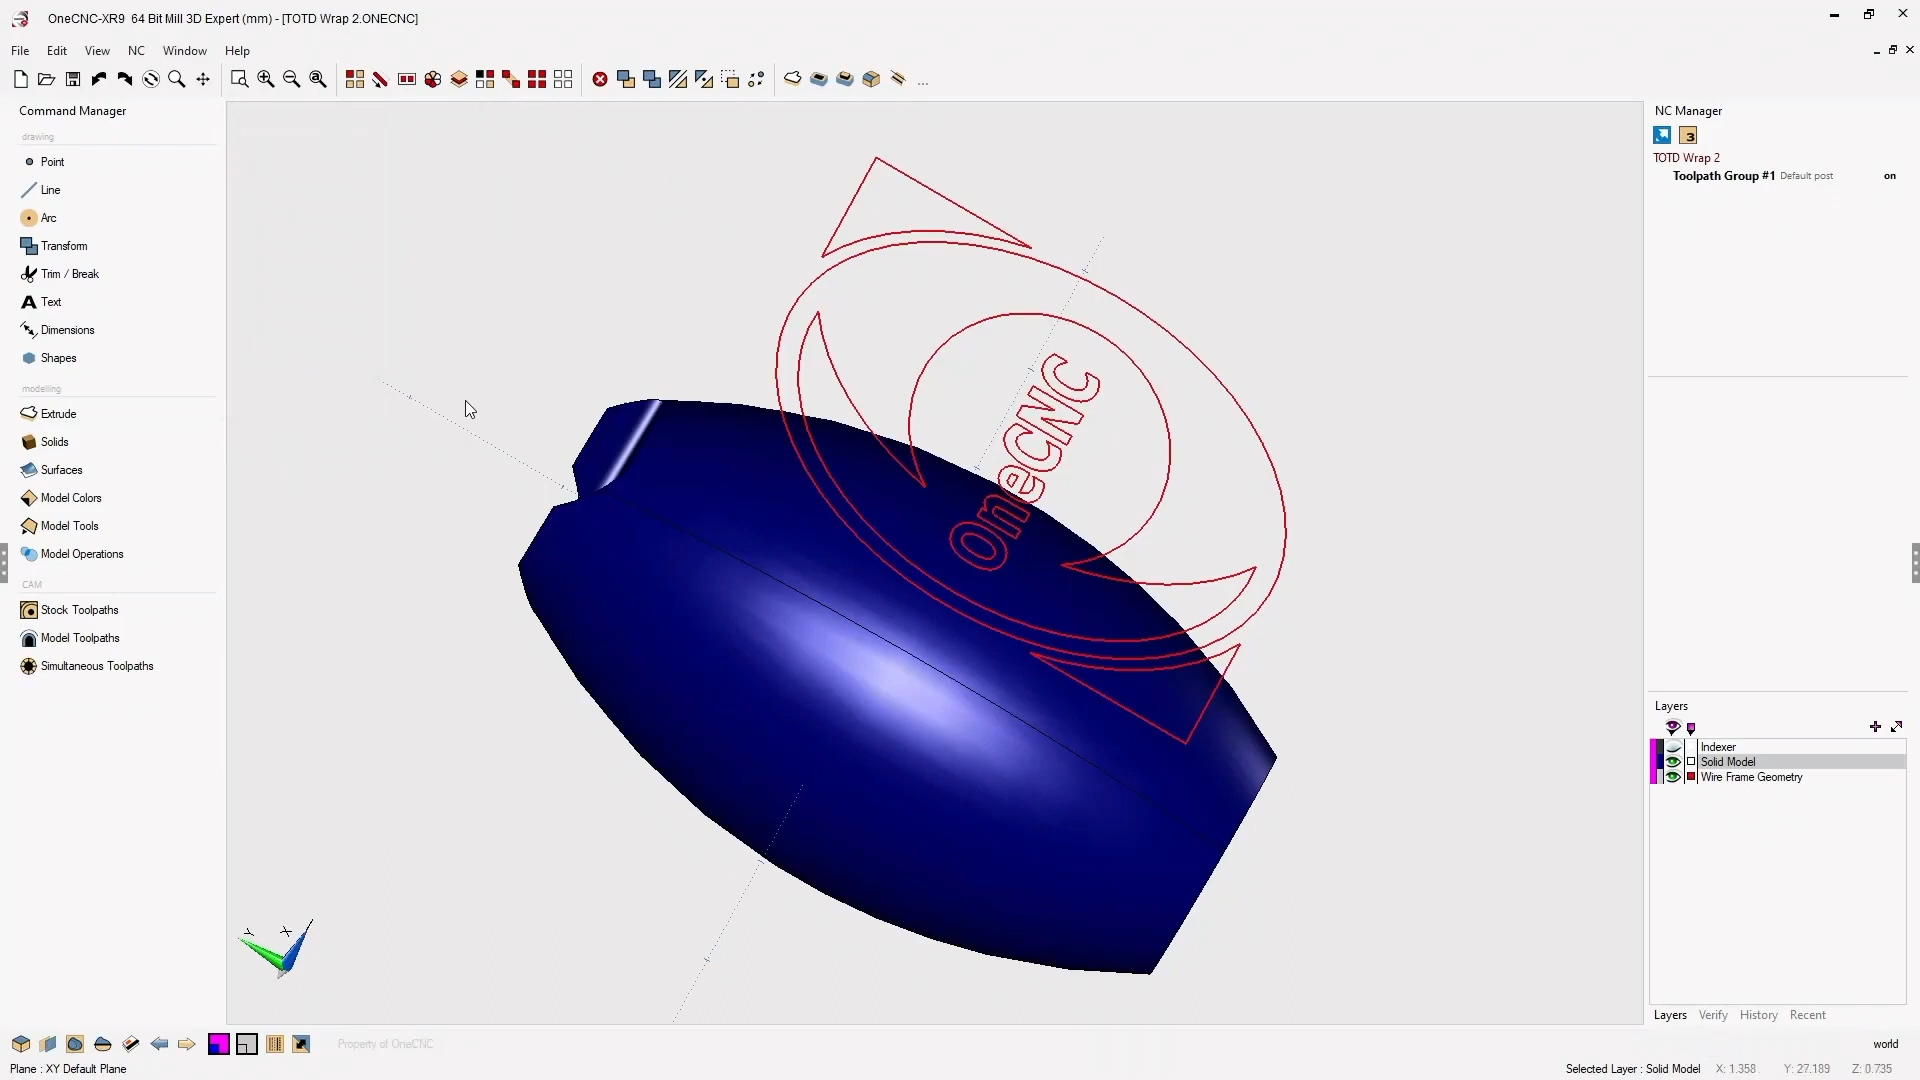 OneCNC-XR9  64 Bit Mill 3D Expert (mm) - [TOTD Wrap 2.ONECNC]
File Edit View NC Window Help
Command Manager
drawing
Point
Line
Arc
Transform
Trim / Break
Text
Dimensions
Shapes
modelling
Extrude
Solids
Surfaces
Model Colors
Model Tools
Model Operations
CAM
Stock Toolpaths
Model Toolpaths
Simultaneous Toolpaths
OneCNC
Y X
NC Manager
3
TOTD Wrap 2
Toolpath Group #1 Default post on
Layers
Indexer
Solid Model
Wire Frame Geometry
Layers Verify History Recent
Property of OneCNC
world
Plane : XY Default Plane
Selected Layer : Solid Model X: 1.358 Y: 27.189 Z: 0.735